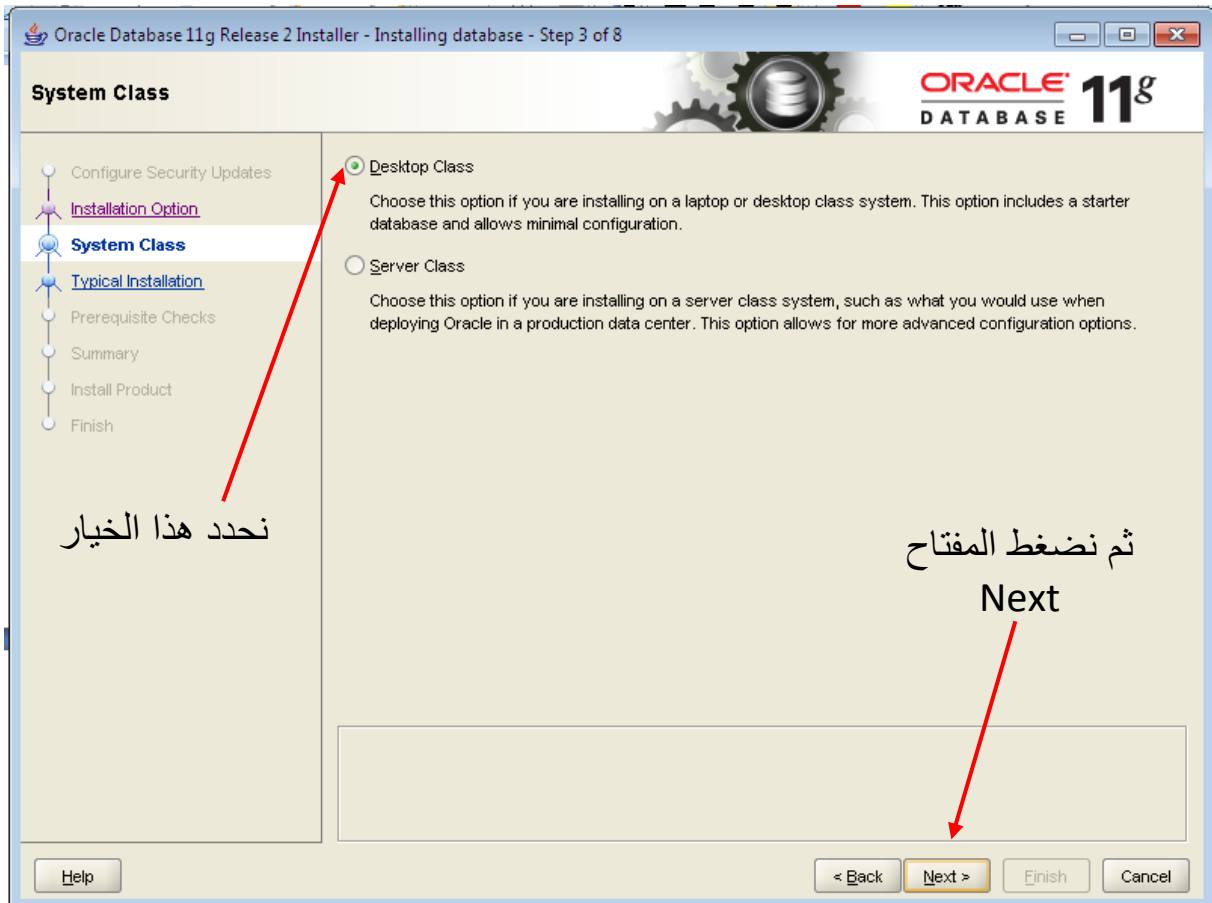 Oracle Database 11g Release 2 Installer - Installing database - Step 3 of 8
System Class
ORACLE
DATABASE
11g
Configure Security Updates
Installation Option
System Class
Typical Installation
Prerequisite Checks
Summary
Install Product
Finish
Desktop Class
Choose this option if you are installing on a laptop or desktop class system. This option includes a starter
database and allows minimal configuration.
Server Class
Choose this option if you are installing on a server class system, such as what you would use when
deploying Oracle in a production data center. This option allows for more advanced configuration options.
نحدد هذا الخيار
ثم نضغط المفتاح
Next
Help
< Back
Next >
Finish
Cancel